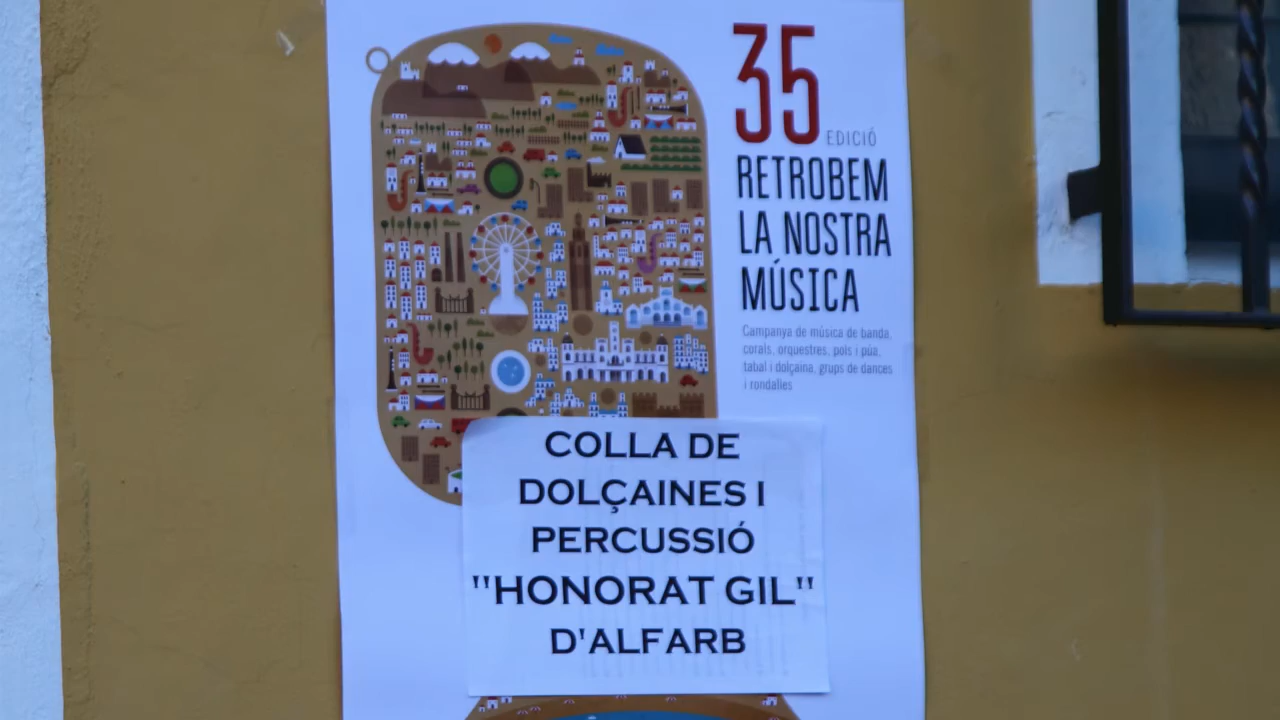 35 EDICIÓ
RETROBEM
LA NOSTRA
MÚSICA
Campanya de música de banda,
corals, orquestres, pols i púa,
tabal i dolçaina, grups de dances
i rondalles
COLLA DE
DOLÇAINES I
PERCUSSIÓ
"HONORAT GIL"
D'ALFARB